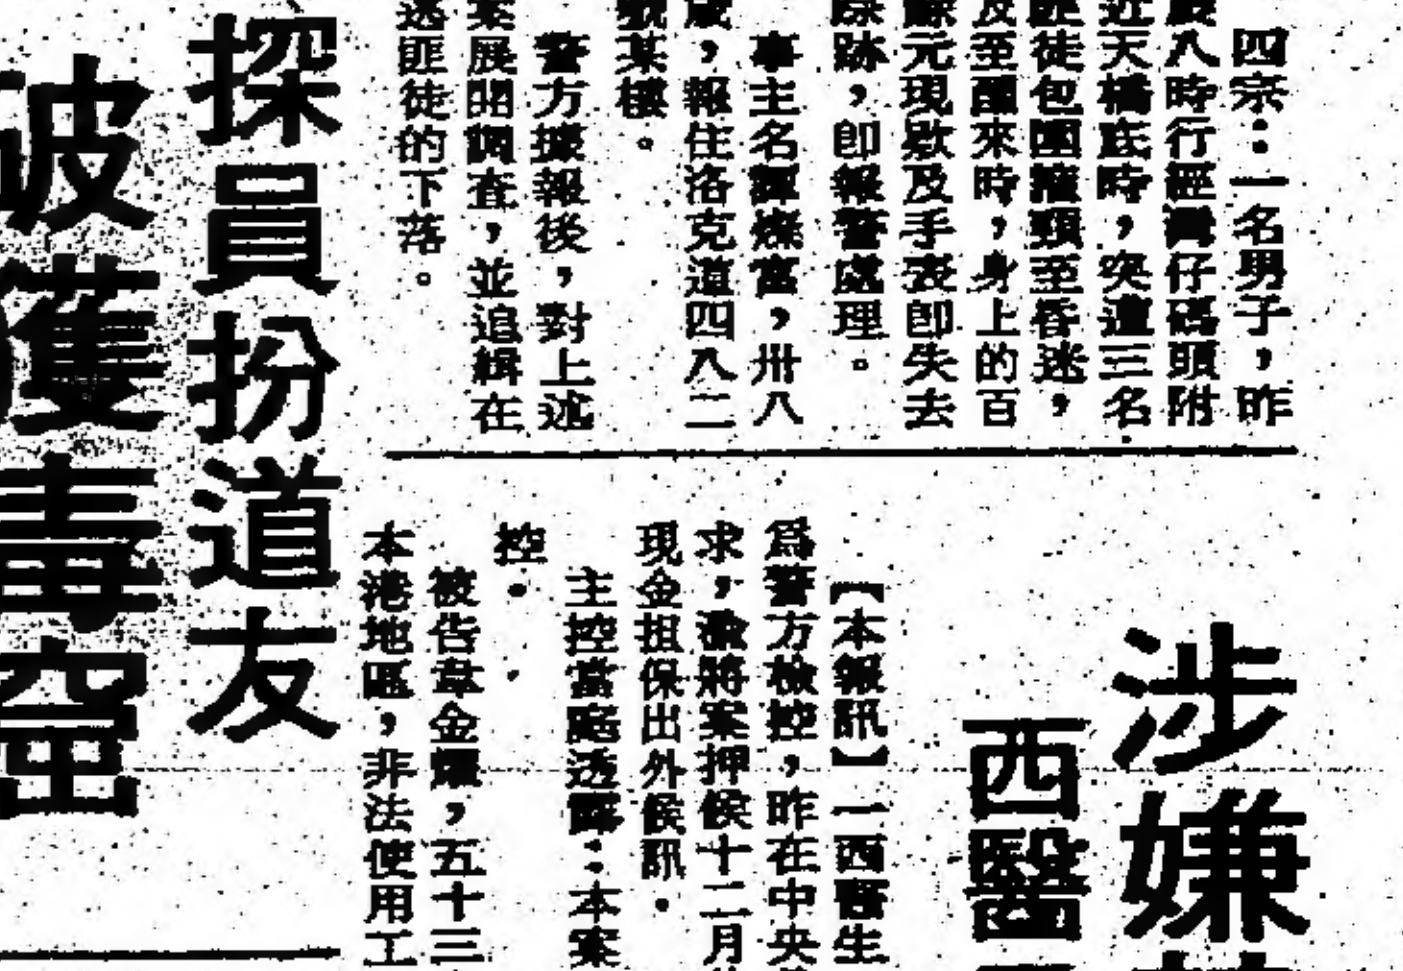 四宗：一名男子，昨
晨八時行經灣仔碼頭附
近天橋底時，突遭三名
匪徒包圍箍頸至昏迷，
及至醒來時，身上的百
餘元現款及手表即失去
踪跡，即報警處理。
事主名譚燦富，卅八
歲，報住洛克道四八二
號某樓。
警方據報後，對上述
案展開調查，並追緝在
逃匪徒的下落。
涉嫌
西醫
【本報訊】一西醫生
爲警方檢控，昨在中央
求，將案押候十二月
現金担保出外候訊．
主控當庭透露：本案
控．
被告韋金，五十三
本港地區，非法使用工
探員扮道友
破獲毒窟